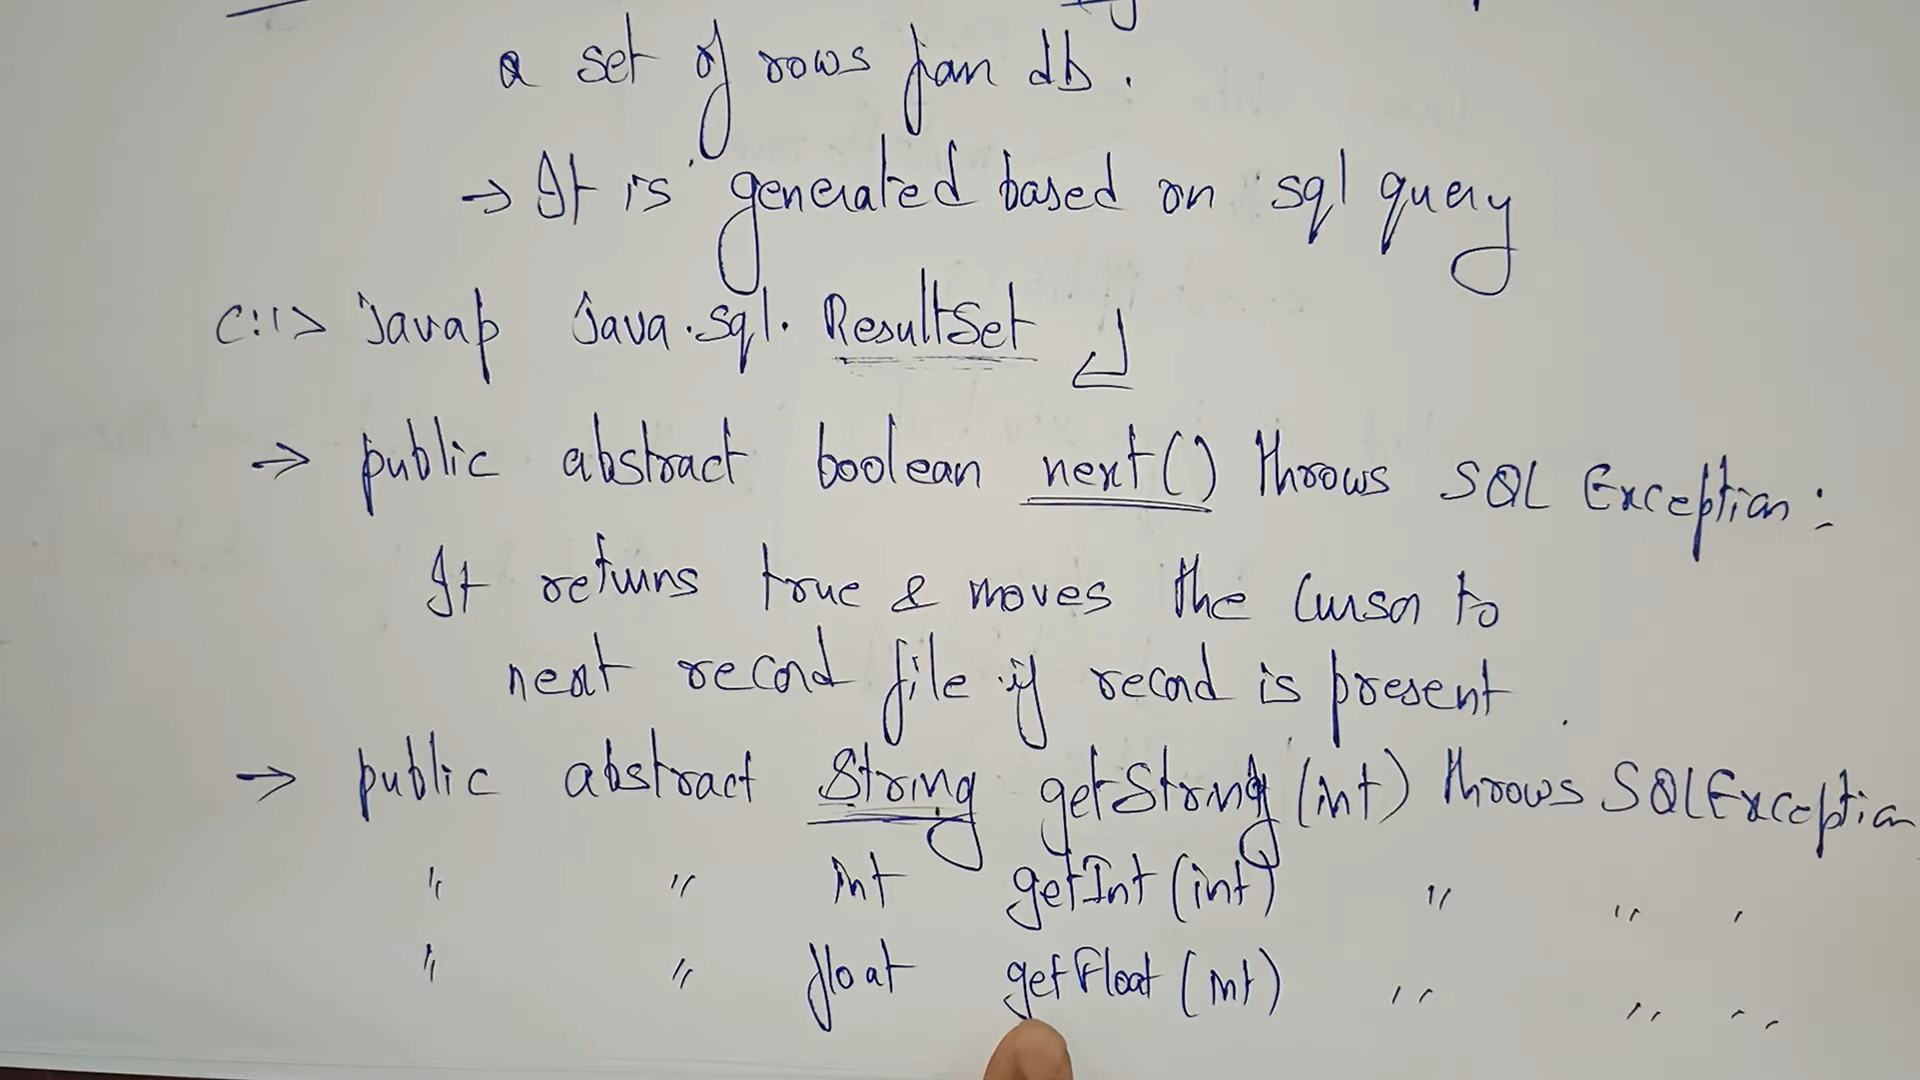 a set of rows from db.
→ It is generated based on sql query
C:\> javap java.sql.ResultSet ↲
→ public abstract boolean next() throws SQL Exception:
It returns true & moves the cursor to
next record file if record is present.
→ public abstract String getString(int) throws SQLException
" " int getInt(int) " " '
" " float getFloat(int) " " "